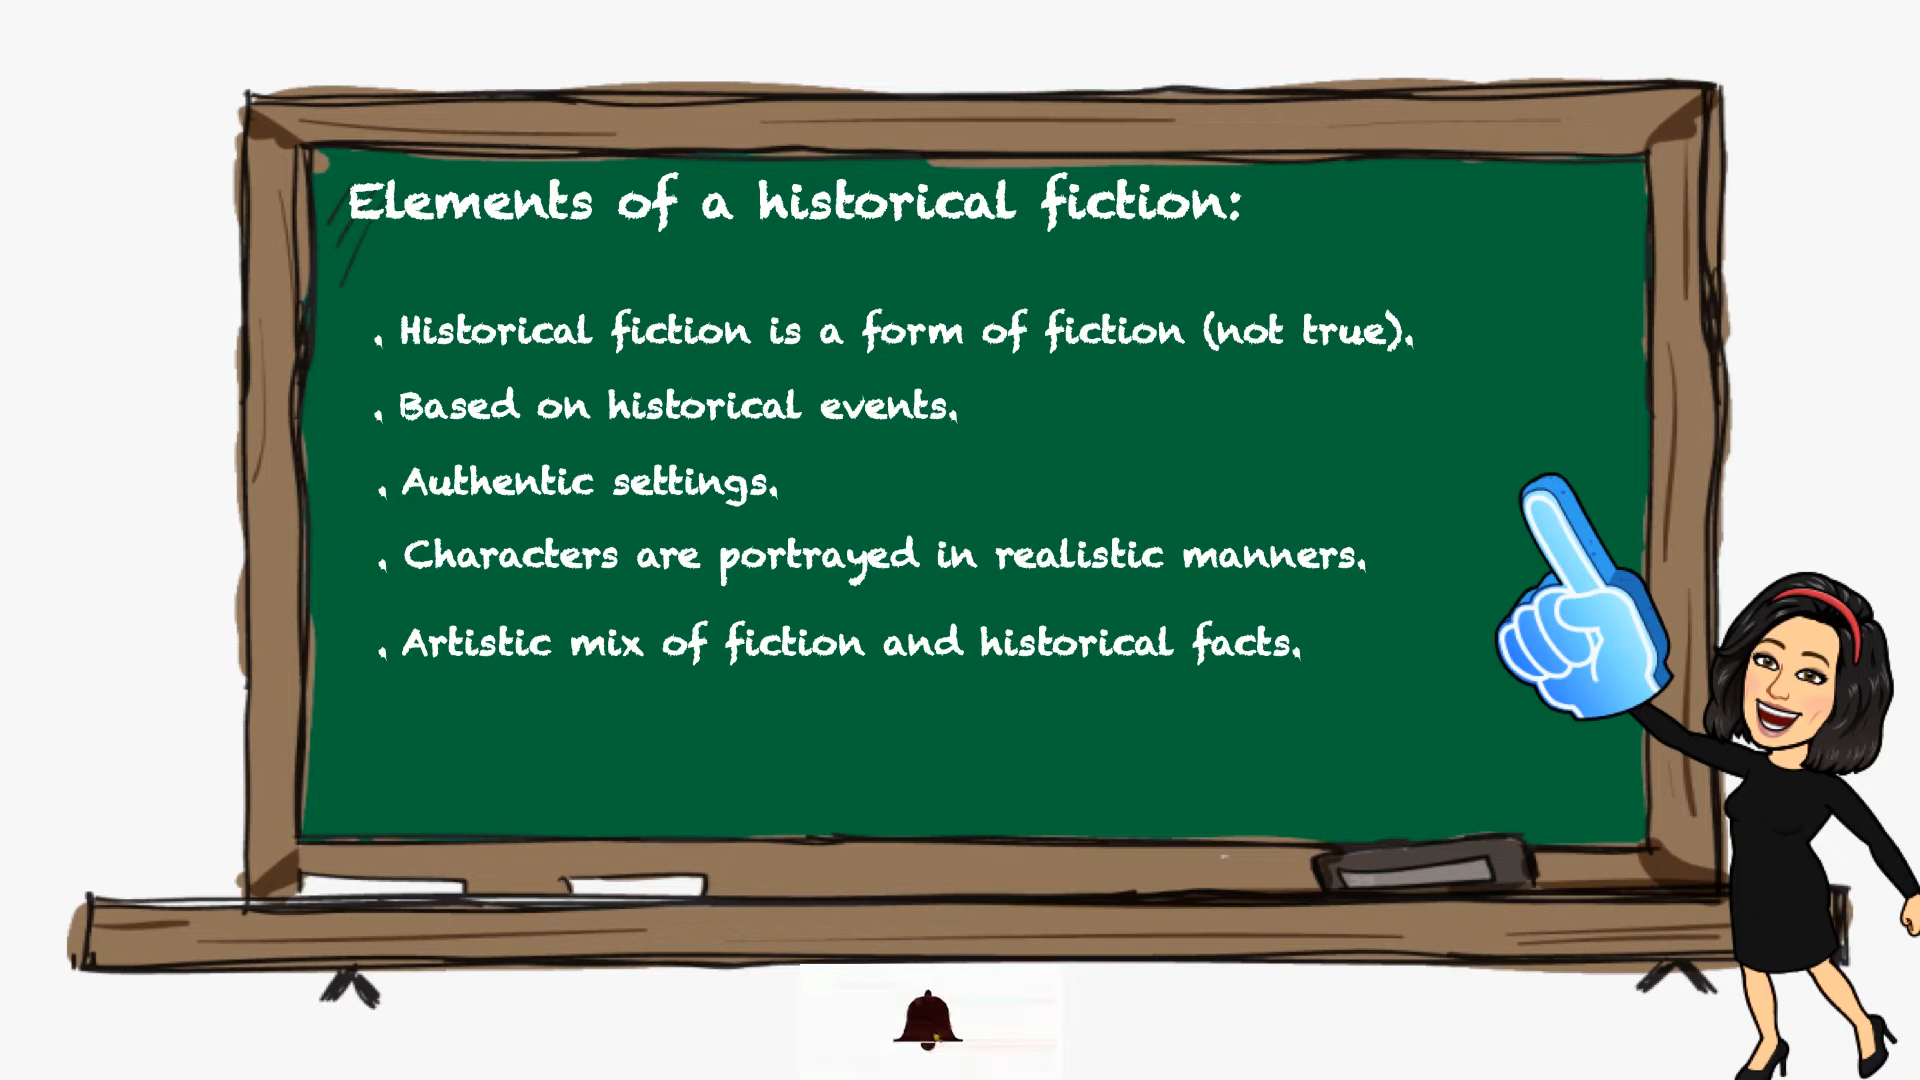 Elements of a historical fiction:
. Historical fiction is a form of fiction (not true).
. Based on historical events.
. Authentic settings.
. Characters are portrayed in realistic manners.
. Artistic mix of fiction and historical facts.